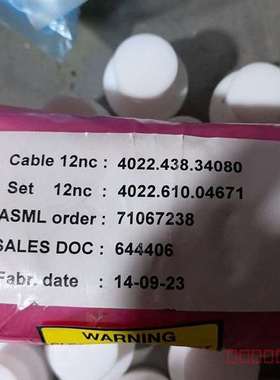 Cable 12nc : 4022.438.34080
Set 12nc : 4022.610.04671
ASML order : 71067238
SALES DOC : 644406
Fabr. date : 14-09-23
WARNING